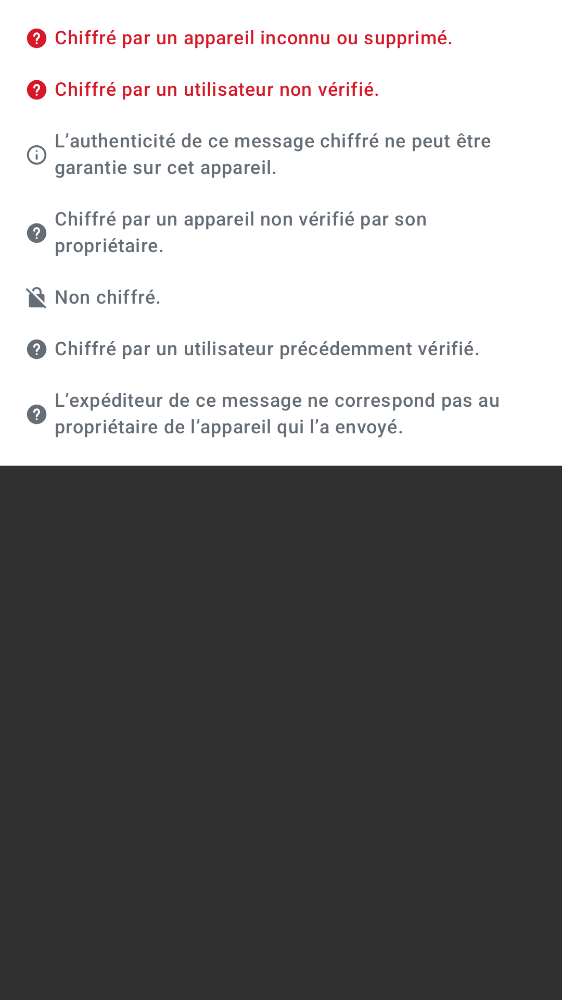 Chiffré par un appareil inconnu ou supprimé.
Chiffré par un utilisateur non vérifié.
L’authenticité de ce message chiffré ne peut être
garantie sur cet appareil.
Chiffré par un appareil non vérifié par son
propriétaire.
Non chiffré.
Chiffré par un utilisateur précédemment vérifié.
L’expéditeur de ce message ne correspond pas au
propriétaire de l’appareil qui l’a envoyé.